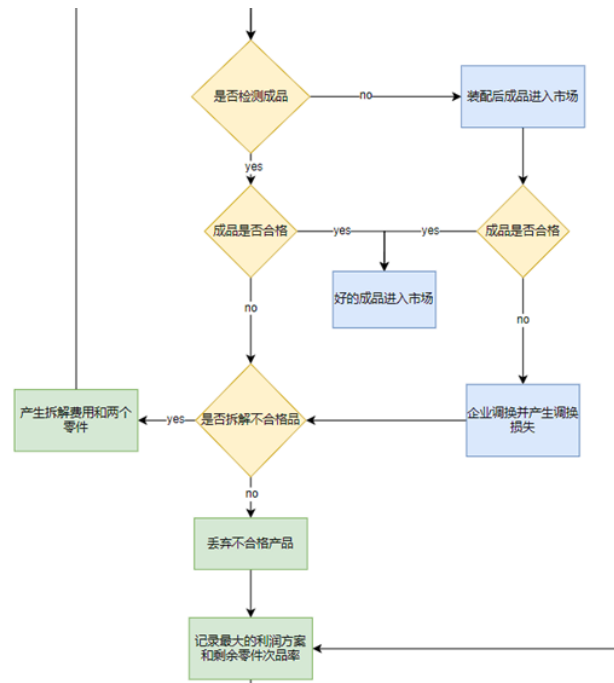 是否检测成品
no
装配后成品进入市场
yes
成品是否合格
yes
yes
成品是否合格
好的成品进入市场
no
no
产生拆解费用和两个
零件
yes
是否拆解不合格品
企业调换并产生调换
损失
no
丢弃不合格产品
记录最大的利润方案
和剩余零件次品率